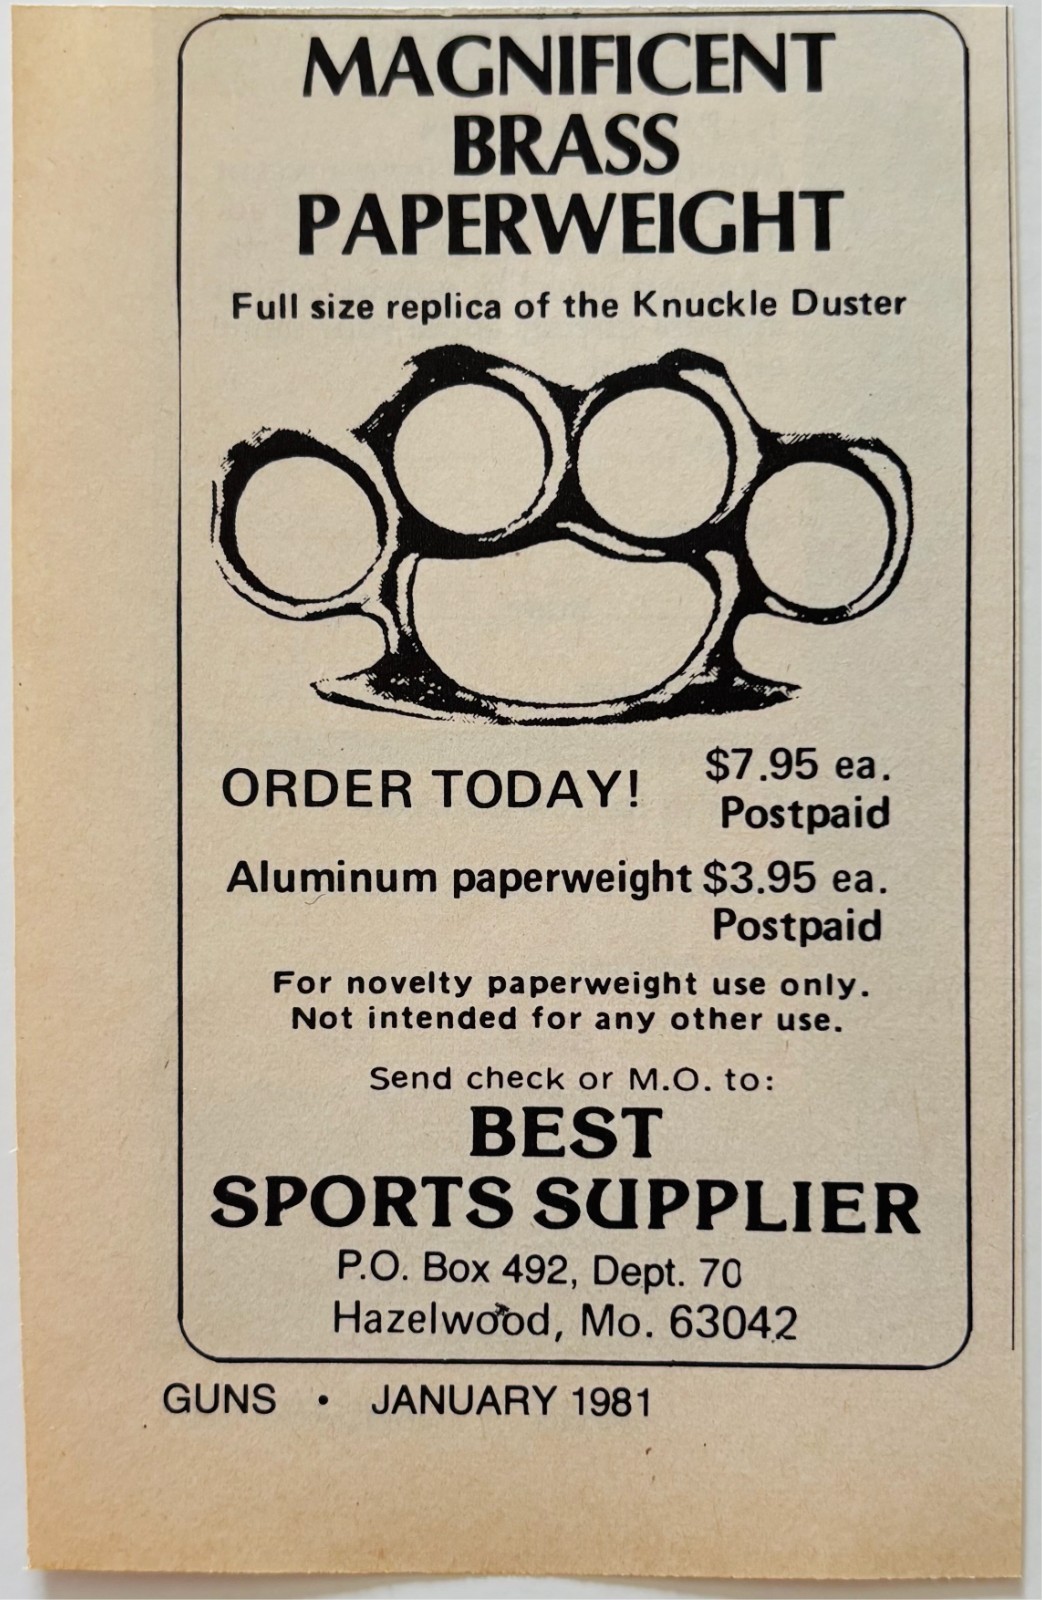 MAGNIFICENT
BRASS
PAPERWEIGHT
Full size replica of the Knuckle Duster
ORDER TODAY! $7.95 ea.
Postpaid
Aluminum paperweight $3.95 ea.
Postpaid
For novelty paperweight use only.
Not intended for any other use.
Send check or M.O. to:
BEST
SPORTS SUPPLIER
P.O. Box 492, Dept. 70
Hazelwood, Mo. 63042
GUNS • JANUARY 1981